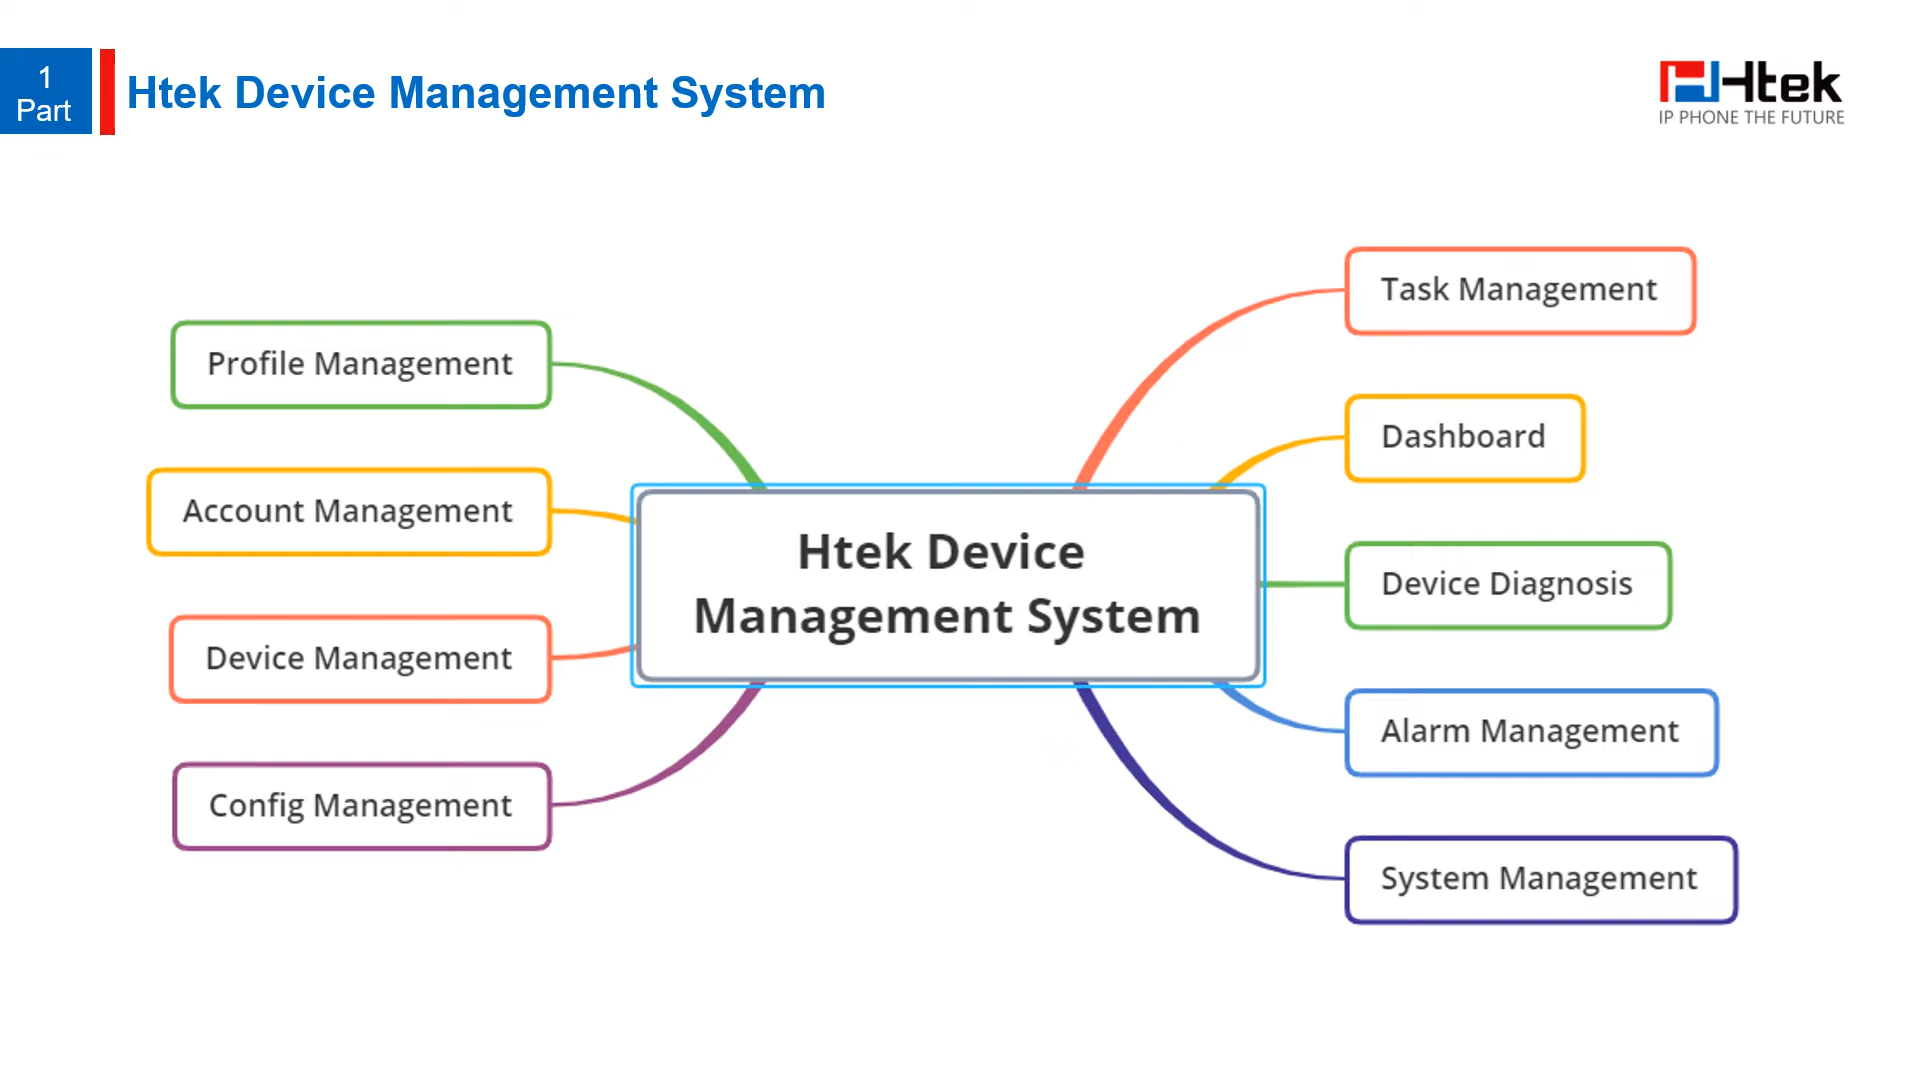 1
Part
Htek Device Management System
Htek
IP PHONE THE FUTURE
Profile Management
Account Management
Device Management
Config Management
Htek Device
Management System
Task Management
Dashboard
Device Diagnosis
Alarm Management
System Management